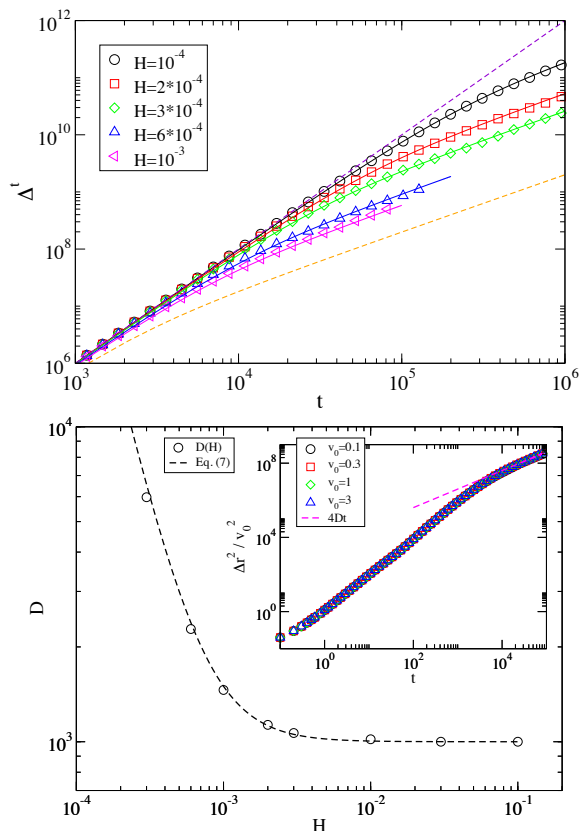 10^12
10^10
10^8
10^6
Δ^t
H=10^-4
H=2*10^-4
H=3*10^-4
H=6*10^-4
H=10^-3
10^3
10^4
10^5
10^6
t
10^4
10^3
D
D(H)
Eq. (7)
v_0=0.1
v_0=0.3
v_0=1
v_0=3
4Dt
10^8
10^4
10^0
Δr^2 / v_0^2
10^0
10^2
10^4
t
10^-4
10^-3
10^-2
10^-1
H